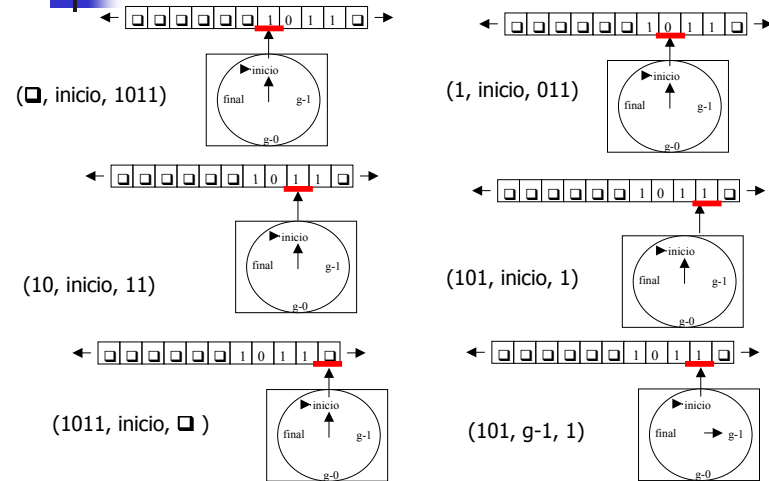 ❑ ❑ ❑ ❑ ❑ 1 0 1 1 ❑
inicio
final g-1
g-0
(❑, inicio, 1011)
❑ ❑ ❑ ❑ ❑ 1 0 1 1 ❑
inicio
final g-1
g-0
(1, inicio, 011)
❑ ❑ ❑ ❑ ❑ ❑ 1 0 1 1 ❑
inicio
final g-1
g-0
(10, inicio, 11)
❑ ❑ ❑ ❑ ❑ ❑ 1 0 1 1 ❑
inicio
final g-1
g-0
(101, inicio, 1)
❑ ❑ ❑ ❑ ❑ ❑ 1 0 1 1 ❑
inicio
final g-1
g-0
(1011, inicio, ❑ )
❑ ❑ ❑ ❑ ❑ ❑ 1 0 1 1 ❑
inicio
final g-1
g-0
(101, g-1, 1)